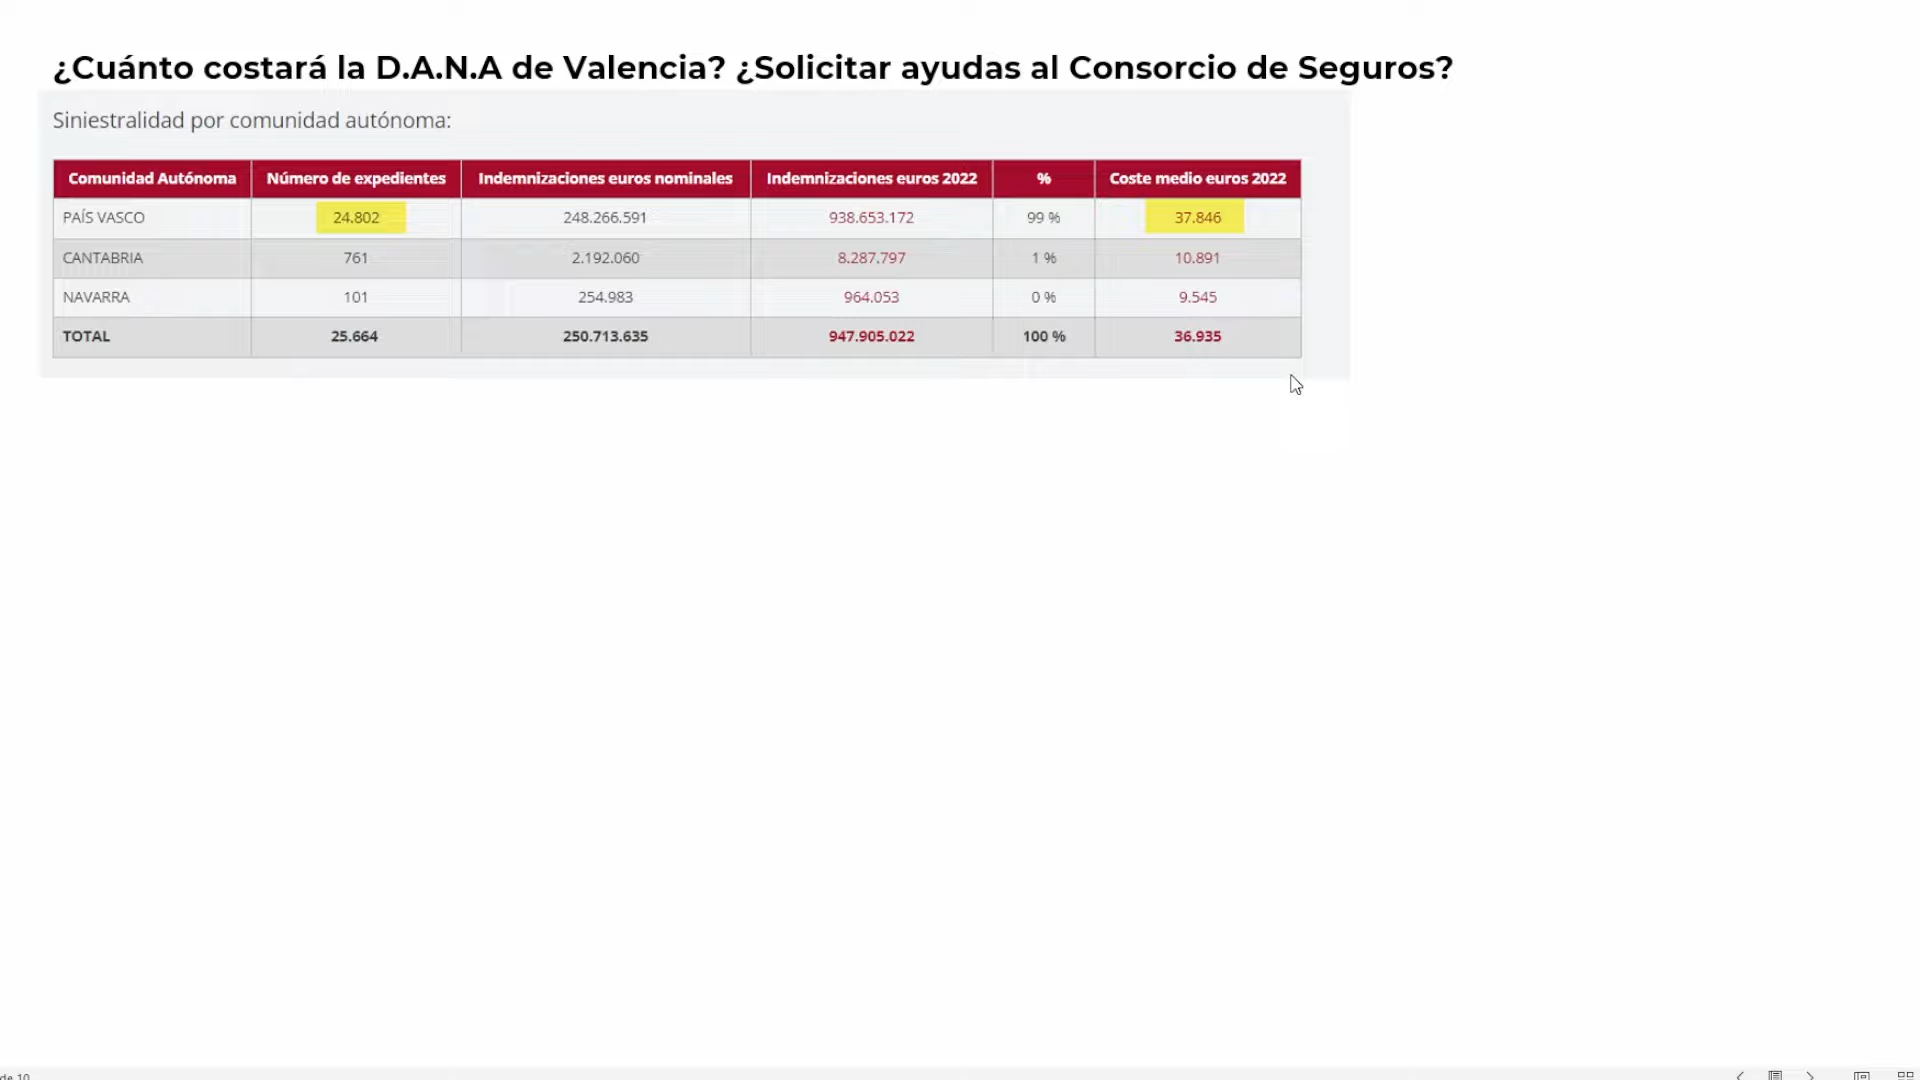 ¿Cuánto costará la D.A.N.A de Valencia? ¿Solicitar ayudas al Consorcio de Seguros?
Siniestralidad por comunidad autónoma:
Comunidad Autónoma Número de expedientes Indemnizaciones euros nominales Indemnizaciones euros 2022 % Coste medio euros 2022
PAÍS VASCO 24.802 248.266.591 938.653.172 99 % 37.846
CANTABRIA 761 2.192.060 8.287.797 1 % 10.891
NAVARRA 101 254.983 964.053 0 % 9.545
TOTAL 25.664 250.713.635 947.905.022 100 % 36.935
de 10